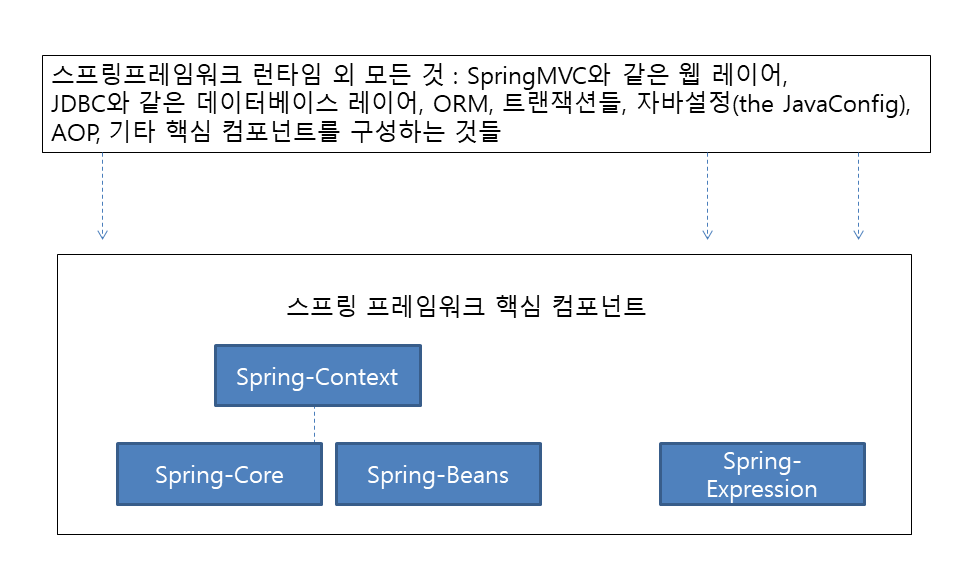 스프링프레임워크 런타임 외 모든 것 : SpringMVC와 같은 웹 레이어,
JDBC와 같은 데이터베이스 레이어, ORM, 트랜잭션들, 자바설정(the JavaConfig),
AOP, 기타 핵심 컴포넌트를 구성하는 것들
스프링 프레임워크 핵심 컴포넌트
Spring-Context
Spring-Core
Spring-Beans
Spring-
Expression